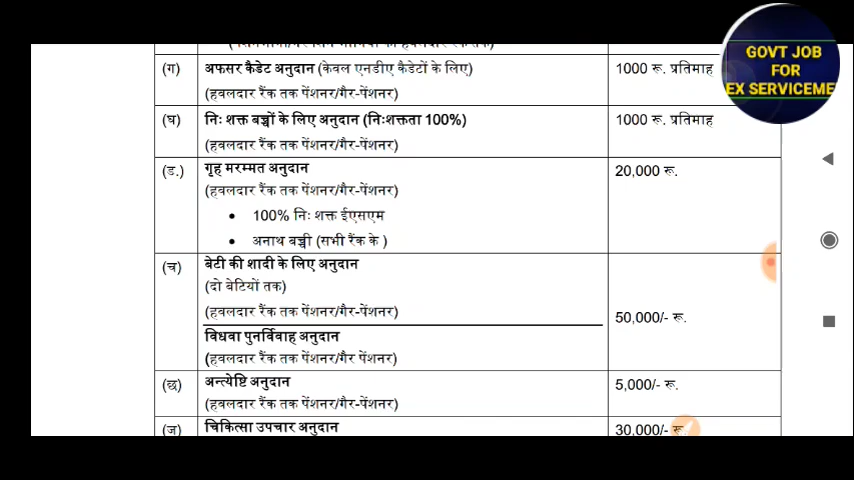 (ग) अफसर कैडेट अनुदान (केवल एनडीए कैडेटों के लिए) 1000 रू. प्रतिमाह
(हवलदार रैंक तक पेंशनर/गैर-पेंशनर)
(घ) निः शक्त बच्चों के लिए अनुदान (निःशक्तता 100%) 1000 रू. प्रतिमाह
(हवलदार रैंक तक पेंशनर/गैर-पेंशनर)
(ड.) गृह मरम्मत अनुदान 20,000 रू.
(हवलदार रैंक तक पेंशनर/गैर-पेंशनर)
• 100% निः शक्त ईएसएम
• अनाथ बच्ची (सभी रैंक के )
(च) बेटी की शादी के लिए अनुदान
(दो बेटियों तक)
(हवलदार रैंक तक पेंशनर/गैर-पेंशनर) 50,000/- रू.
विधवा पुनर्विवाह अनुदान
(हवलदार रैंक तक पेंशनर/गैर पेंशनर)
(छ) अन्त्येष्टि अनुदान 5,000/- रू.
(हवलदार रैंक तक पेंशनर/गैर-पेंशनर)
(ज) चिकित्सा उपचार अनुदान 30,000/- रू
GOVT JOB
FOR
EX SERVICEME